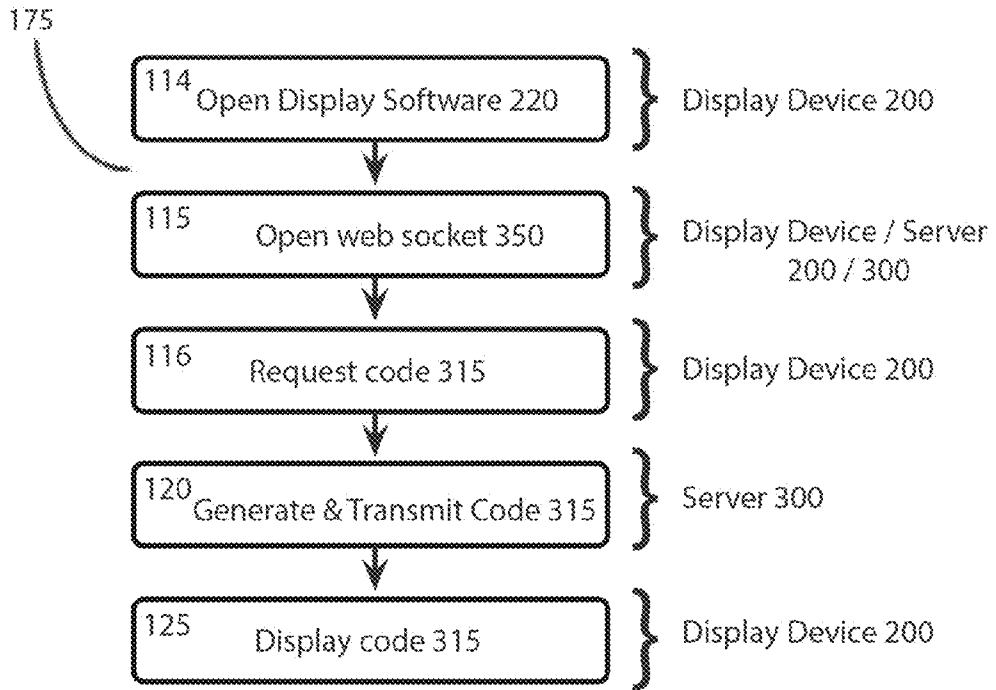 175
114
Open Display Software 220
Display Device 200
115
Open web socket 350
Display Device / Server
200 / 300
116
Request code 315
Display Device 200
120
Generate & Transmit Code 315
Server 300
125
Display code 315
Display Device 200